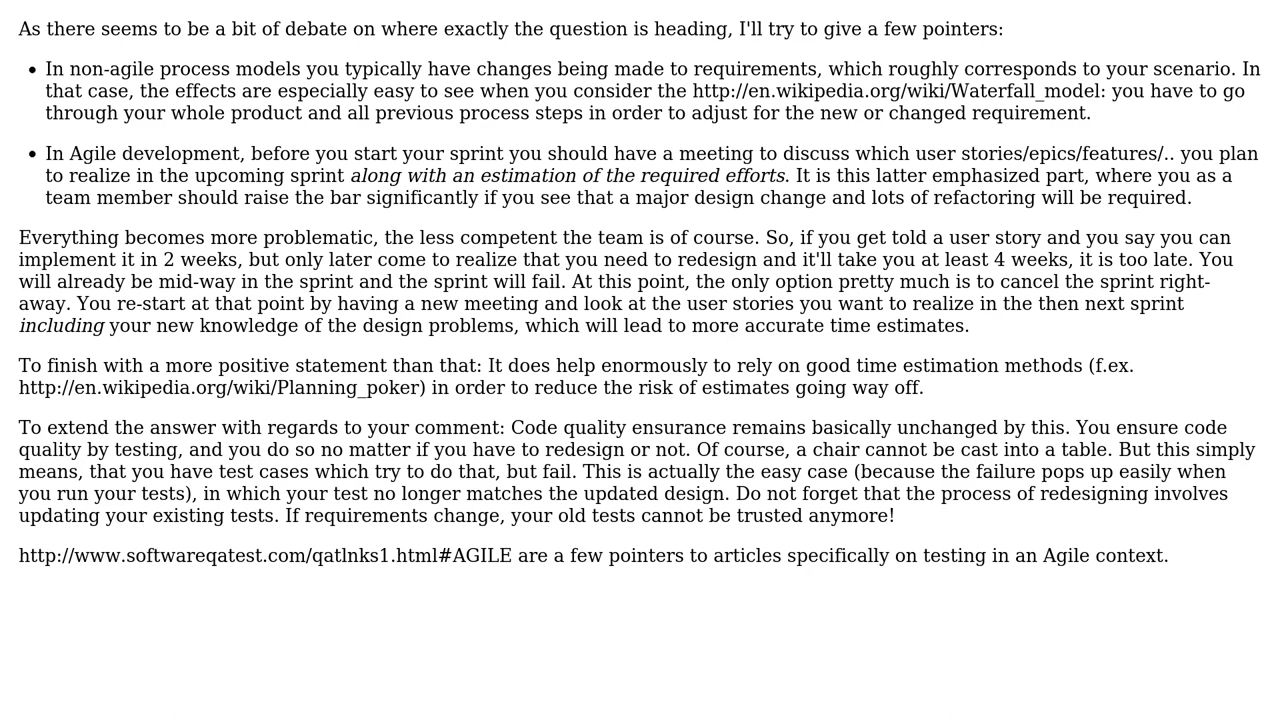 As there seems to be a bit of debate on where exactly the question is heading, I'll try to give a few pointers:
• In non-agile process models you typically have changes being made to requirements, which roughly corresponds to your scenario. In
that case, the effects are especially easy to see when you consider the http://en.wikipedia.org/wiki/Waterfall_model: you have to go
through your whole product and all previous process steps in order to adjust for the new or changed requirement.
• In Agile development, before you start your sprint you should have a meeting to discuss which user stories/epics/features/.. you plan
to realize in the upcoming sprint along with an estimation of the required efforts. It is this latter emphasized part, where you as a
team member should raise the bar significantly if you see that a major design change and lots of refactoring will be required.
Everything becomes more problematic, the less competent the team is of course. So, if you get told a user story and you say you can
implement it in 2 weeks, but only later come to realize that you need to redesign and it'll take you at least 4 weeks, it is too late. You
will already be mid-way in the sprint and the sprint will fail. At this point, the only option pretty much is to cancel the sprint right-
away. You re-start at that point by having a new meeting and look at the user stories you want to realize in the then next sprint
including your new knowledge of the design problems, which will lead to more accurate time estimates.
To finish with a more positive statement than that: It does help enormously to rely on good time estimation methods (f.ex.
http://en.wikipedia.org/wiki/Planning_poker) in order to reduce the risk of estimates going way off.
To extend the answer with regards to your comment: Code quality ensurance remains basically unchanged by this. You ensure code
quality by testing, and you do so no matter if you have to redesign or not. Of course, a chair cannot be cast into a table. But this simply
means, that you have test cases which try to do that, but fail. This is actually the easy case (because the failure pops up easily when
you run your tests), in which your test no longer matches the updated design. Do not forget that the process of redesigning involves
updating your existing tests. If requirements change, your old tests cannot be trusted anymore!
http://www.softwareqatest.com/qatlnks1.html#AGILE are a few pointers to articles specifically on testing in an Agile context.